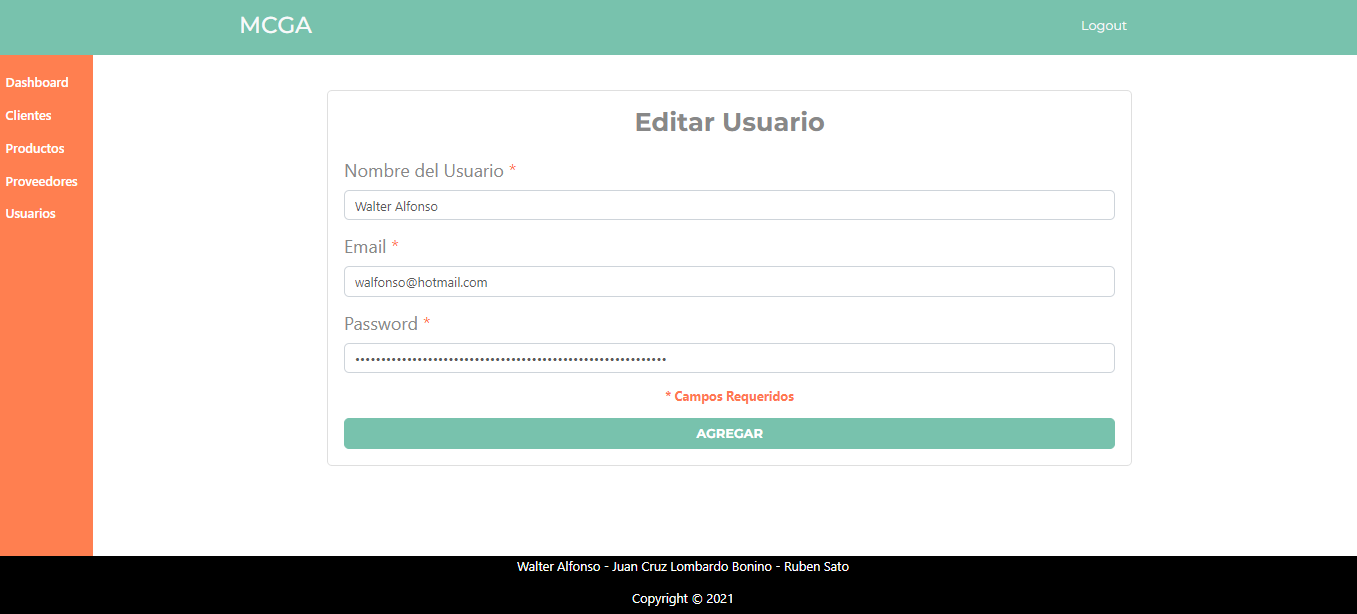 MCGA
Logout
Dashboard
Clientes
Productos
Proveedores
Usuarios
Editar Usuario
Nombre del Usuario *
Walter Alfonso
Email *
walfonso@hotmail.com
Password *
* Campos Requeridos
AGREGAR
Walter Alfonso - Juan Cruz Lombardo Bonino - Ruben Sato
Copyright © 2021